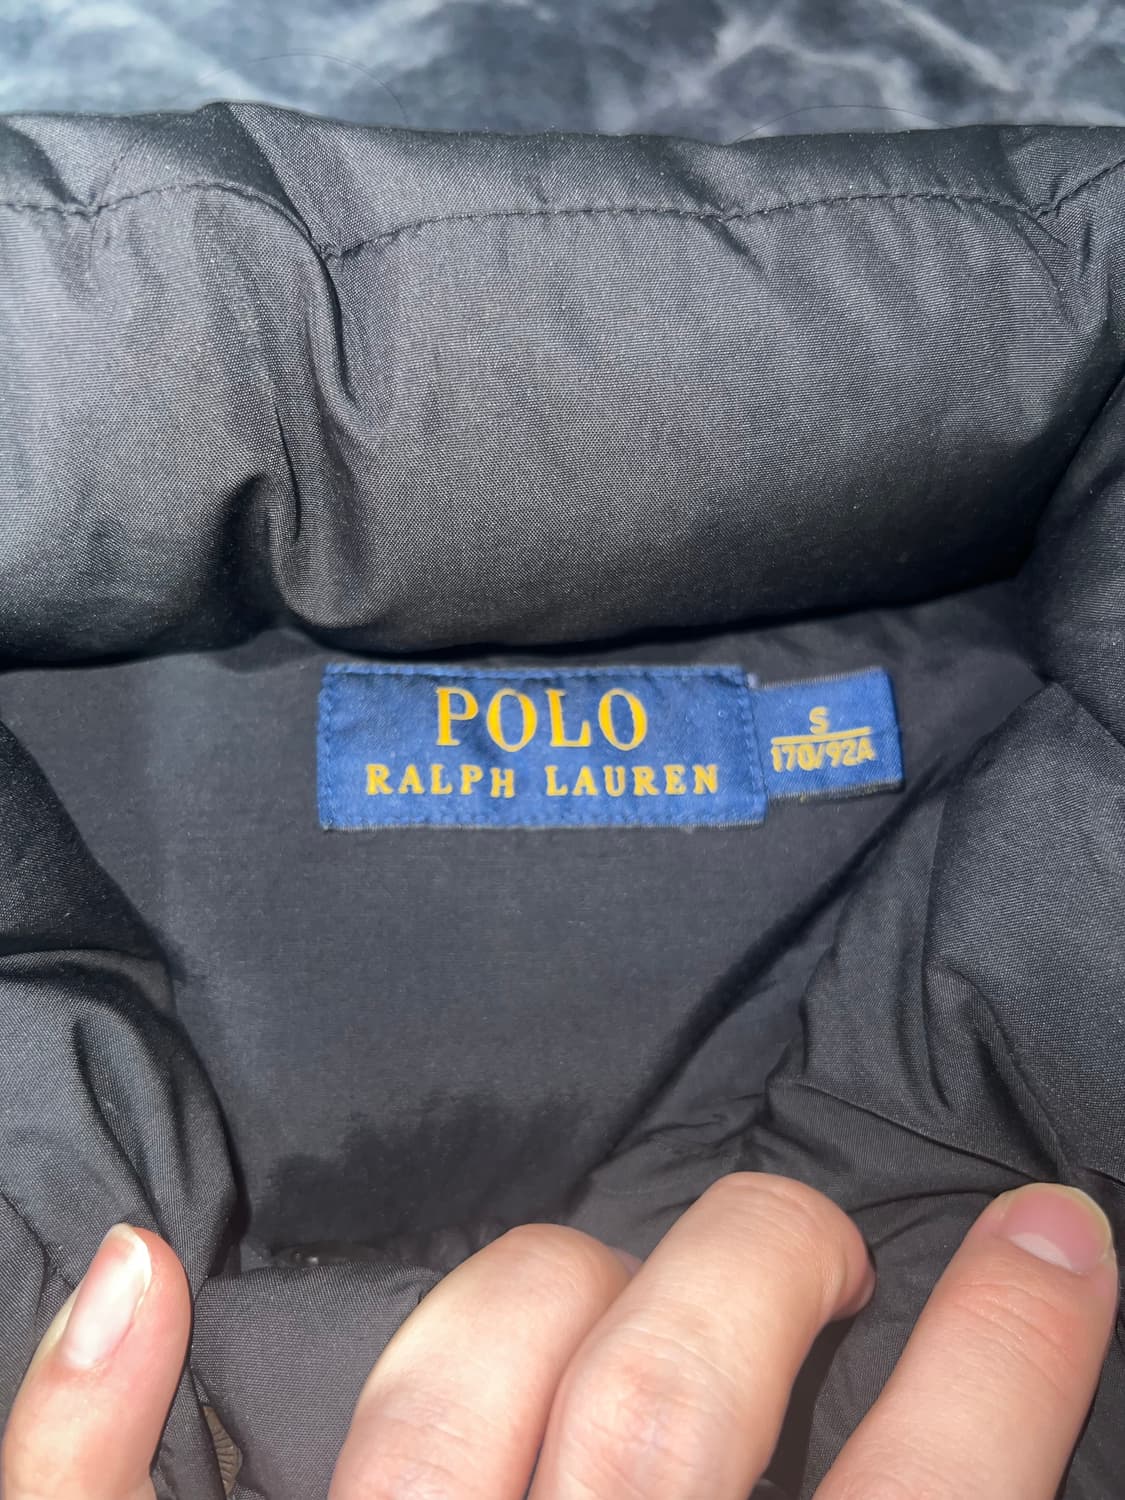 POLO
RALPH LAUREN
S
170/92A